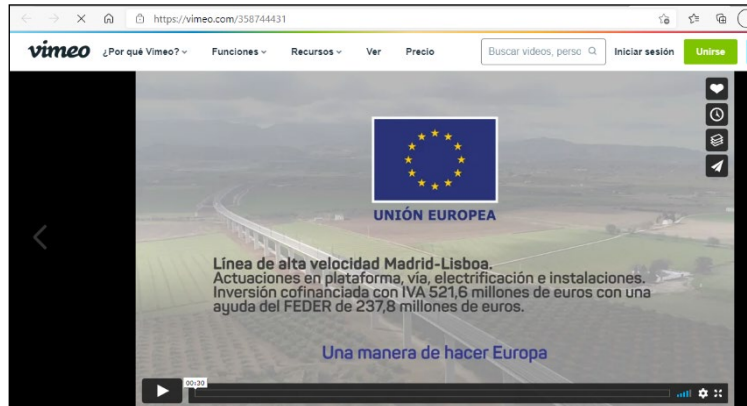 https://vimeo.com/358744431
vimeo ¿Por qué Vimeo? Funciones Recursos Ver Precio Buscar videos, perso Iniciar sesión Unirse
UNIÓN EUROPEA
Línea de alta velocidad Madrid-Lisboa.
Actuaciones en plataforma, vía, electrificación e instalaciones.
Inversión cofinanciada con IVA 521,6 millones de euros con una
ayuda del FEDER de 237,8 millones de euros.
Una manera de hacer Europa
00:30